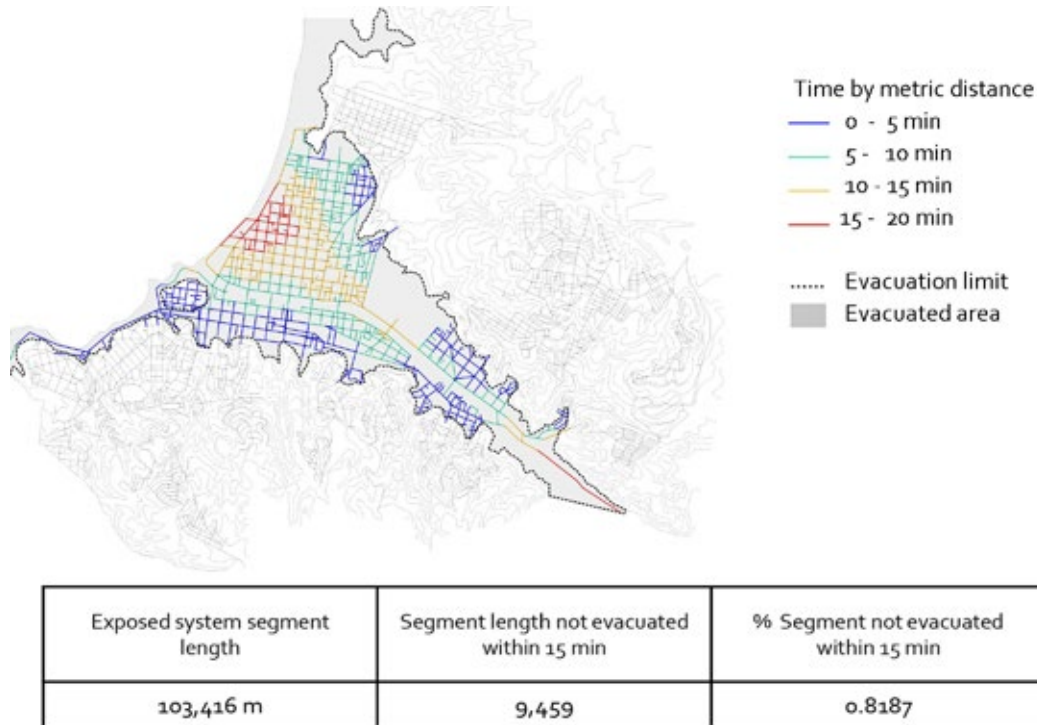 Time by metric distance
0 - 5 min
5 - 10 min
10 - 15 min
15 - 20 min
Evacuation limit
Evacuated area
Exposed system segment
length
Segment length not evacuated
within 15 min
% Segment not evacuated
within 15 min
103,416 m
9,459
0.8187